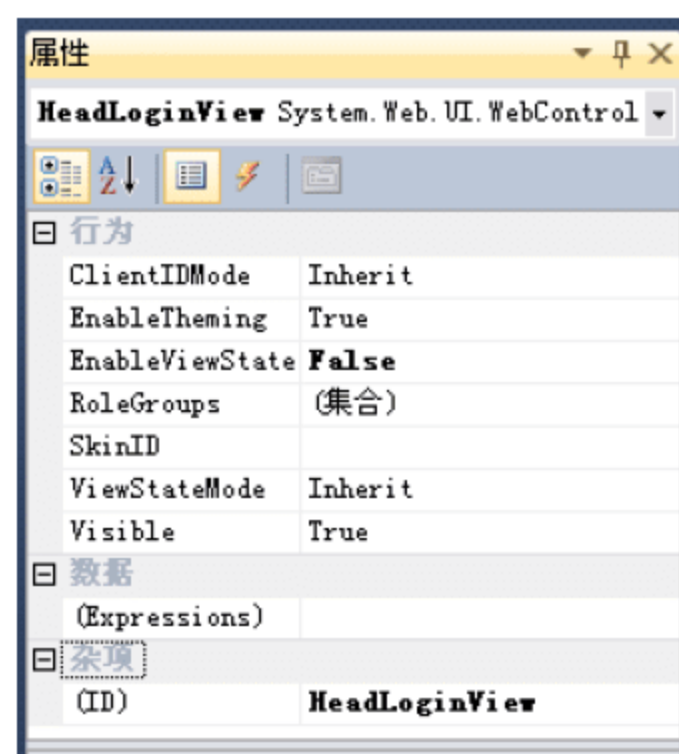 属性
HeadLoginView System.Web.UI.WebControl
行为
ClientIDMode Inherit
EnableTheming True
EnableViewState False
RoleGroups (集合)
SkinID
ViewStateMode Inherit
Visible True
数据
(Expressions)
杂项
(ID) HeadLoginView